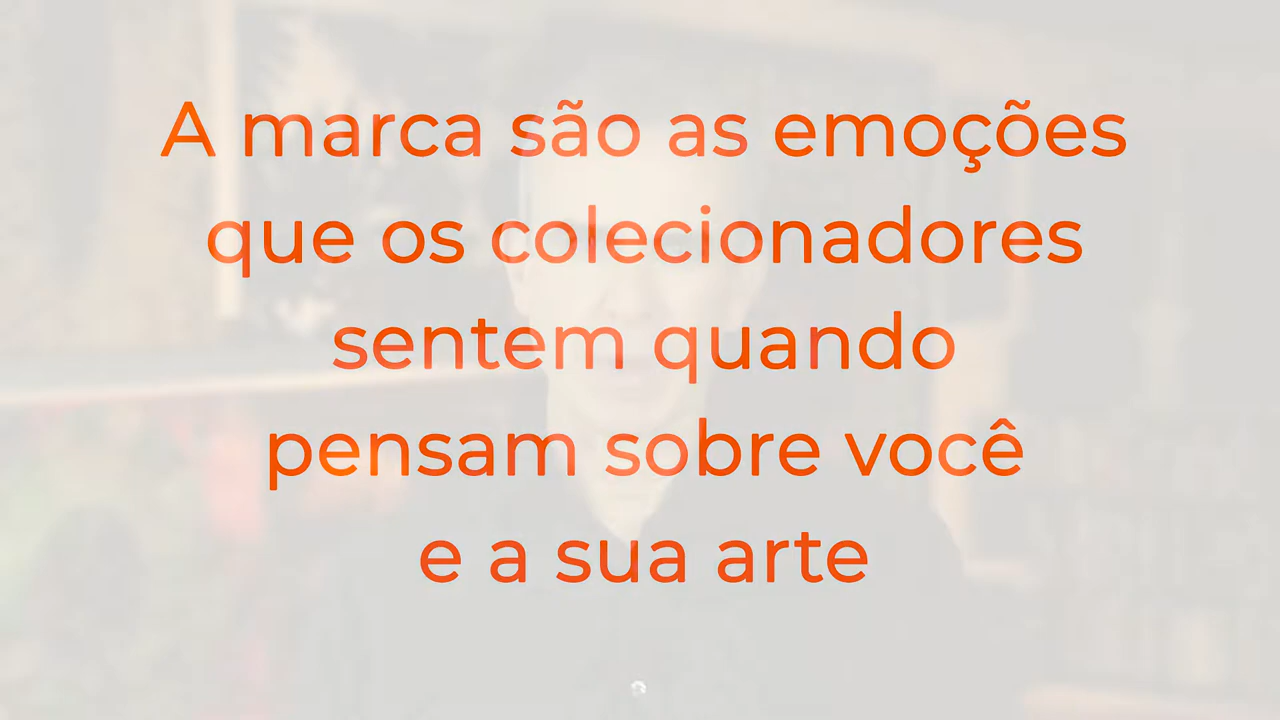 A marca são as emoções
que os colecionadores
sentem quando
pensam sobre você
e a sua arte